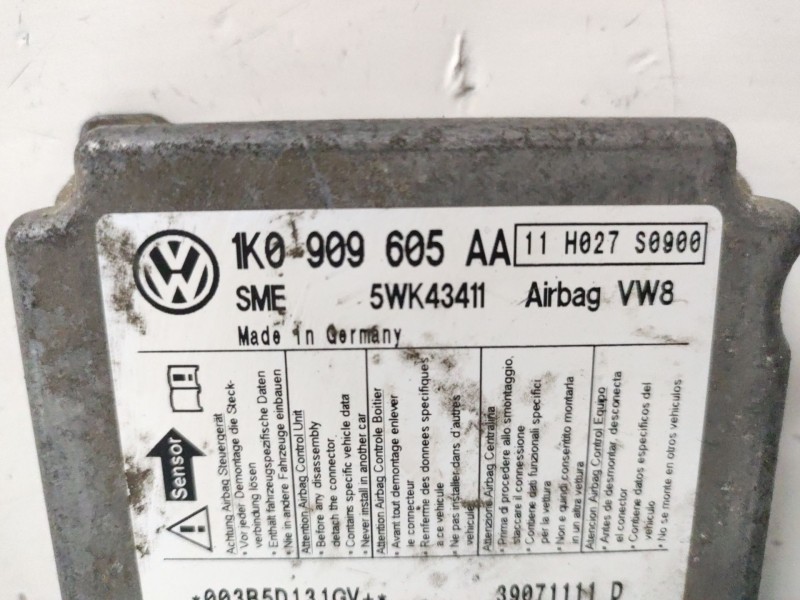 1K0 909 605 AA 11 H027 S0900
SME 5WK43411 Airbag VW8
Made in Germany
Sensor
Achtung Airbag Steuergerät
• Vor jeder Demontage die Steck-
verbindung lösen
• Enthält fahrzeugspezifische Daten
• Nie in andere Fahrzeuge einbauen
Attention Airbag Control Unit
• Before any disassembly
detach the connector
• Contains specific vehicle data
• Never install in another car
Attention Airbag Controle Boitier
• Avant tout demontage enlever
le connecteur
• Renferme des donnees specifiques
a ce vehicule
• Ne pas installer dans d'autres
vehicule
Attenzione Airbag Centralina
• Prima di procedere allo smontaggio,
staccare il connessione
• Contiene dati funzionali specifici
per la vettura
• Non e quindi consentito montarla
in un altra vettura
Atencion Airbag Control Equipo
• Antes de desmontar, desconecta
el conector
• Contiene datos especificos del
vehiculo
• No se monte en otros vehiculos
*003B5D131GV+* 39071111 D